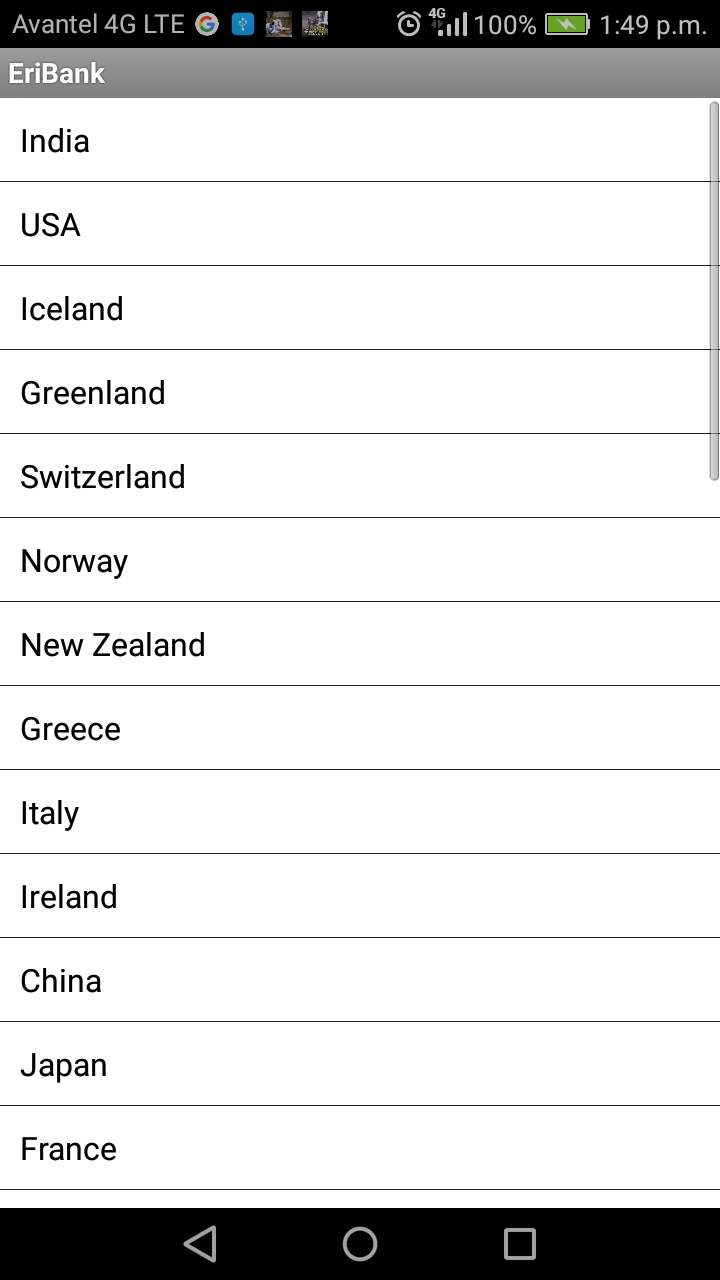 Avantel 4G LTE 4G 100% 1:49 p.m.
EriBank
India
USA
Iceland
Greenland
Switzerland
Norway
New Zealand
Greece
Italy
Ireland
China
Japan
France